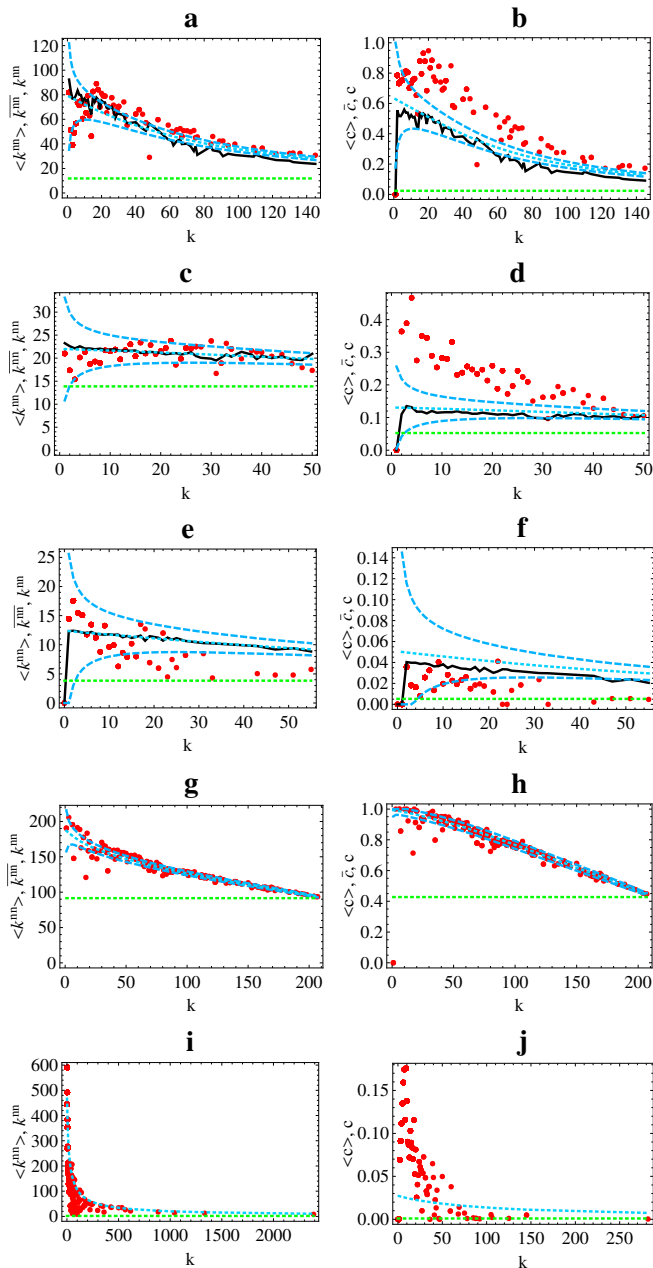 a
<k^nn>, \overline{k^nn}, k^nn
120
100
80
60
40
20
0
0 20 40 60 80 100 120 140
k
b
<c>, c̄, c
1.0
0.8
0.6
0.4
0.2
0.0
0 20 40 60 80 100 120 140
k
c
<k^nn>, \overline{k^nn}, k^nn
30
25
20
15
10
5
0
0 10 20 30 40 50
k
d
<c>, c̄, c
0.4
0.3
0.2
0.1
0.0
0 10 20 30 40 50
k
e
<k^nn>, \overline{k^nn}, k^nn
25
20
15
10
5
0
0 10 20 30 40 50
k
f
<c>, c̄, c
0.14
0.12
0.10
0.08
0.06
0.04
0.02
0.00
0 10 20 30 40 50
k
g
<k^nn>, \overline{k^nn}, k^nn
200
150
100
50
0
0 50 100 150 200
k
h
<c>, c̄, c
1.0
0.8
0.6
0.4
0.2
0.0
0 50 100 150 200
k
i
<k^nn>, k^nn
600
500
400
300
200
100
0
0 500 1000 1500 2000
k
j
<c>, c
0.15
0.10
0.05
0.00
0 50 100 150 200 250
k